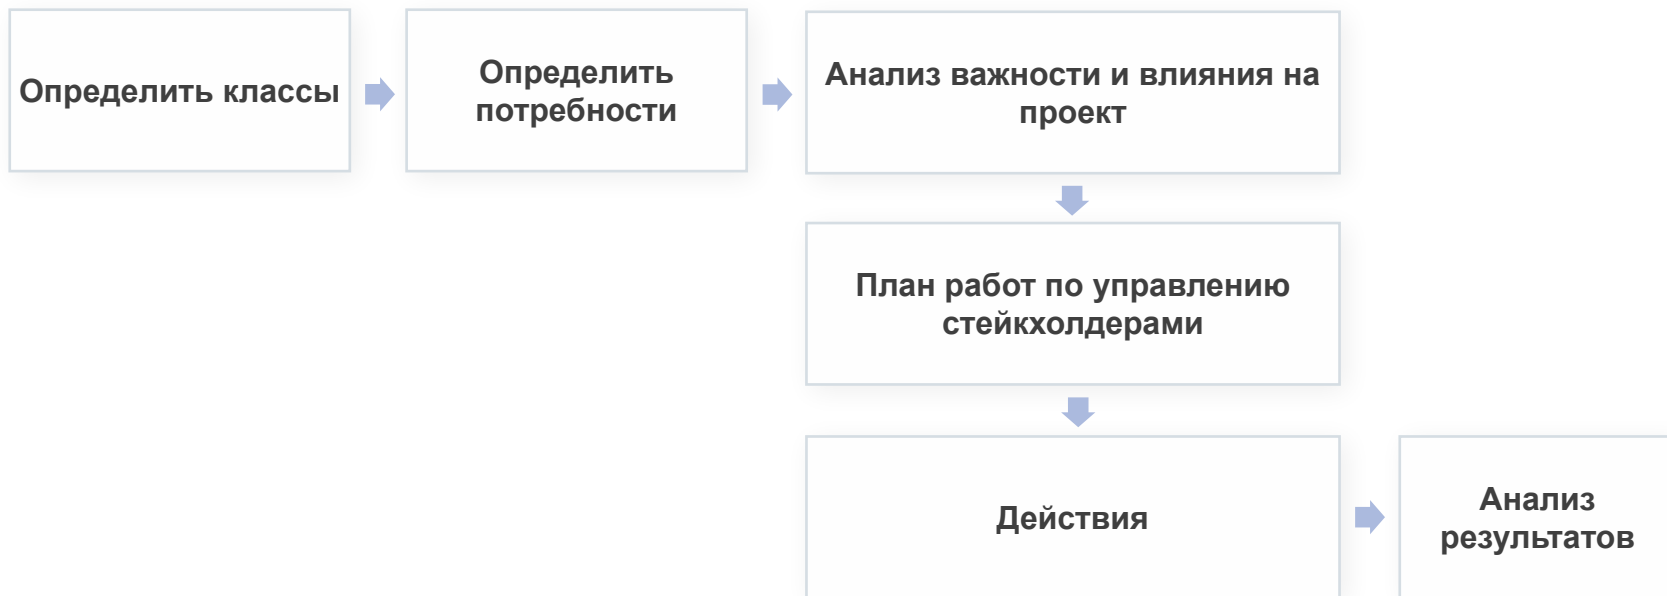 Определить классы
Определить
потребности
Анализ важности и влияния на
проект
План работ по управлению
стейкхолдерами
Действия
Анализ
результатов